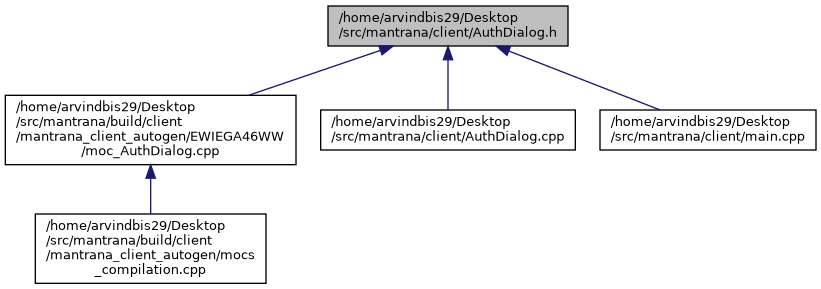 /home/arvindbis29/Desktop
/src/mantrana/client/AuthDialog.h
/home/arvindbis29/Desktop
/src/mantrana/build/client
/mantrana_client_autogen/EWIEGA46WW
/moc_AuthDialog.cpp
/home/arvindbis29/Desktop
/src/mantrana/client/AuthDialog.cpp
/home/arvindbis29/Desktop
/src/mantrana/client/main.cpp
/home/arvindbis29/Desktop
/src/mantrana/build/client
/mantrana_client_autogen/mocs
_compilation.cpp